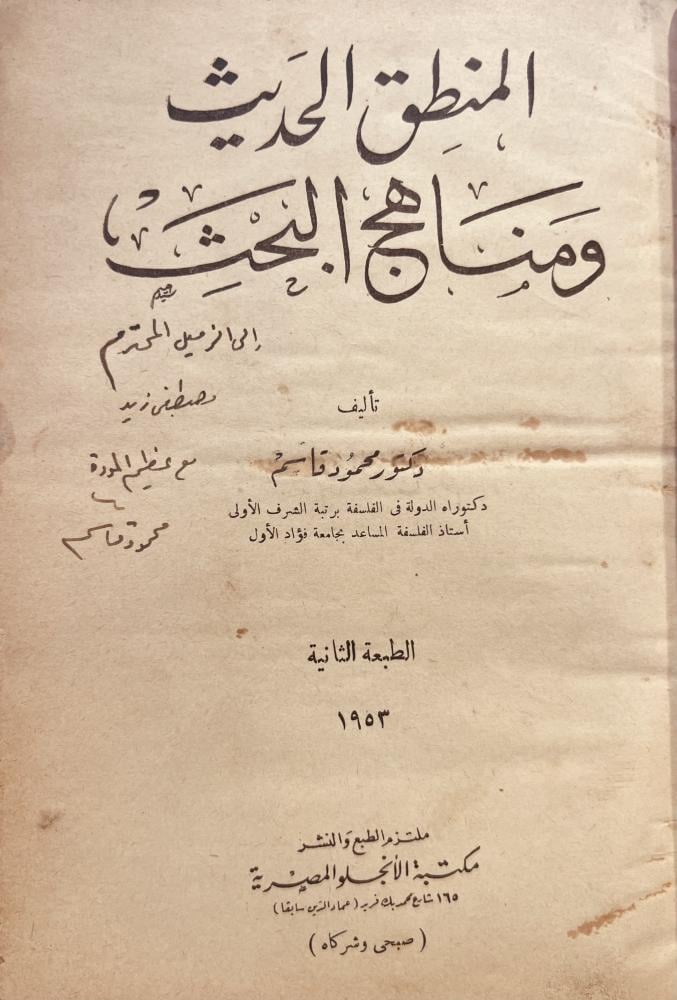 المنطق الحديث
ومناهج البحث
إلى الزميل المحترم
مصطفى زيد
مع عظيم المودة
محمود قاسم
تأليف
دكتور محمود قاسم
دكتوراه الدولة فى الفلسفة برتبة الشرف الأولى
أستاذ الفلسفة المساعد بجامعة فؤاد الأول
الطبعة الثانية
١٩٥٣
ملتزم الطبع والنشر
مكتبة الأنجلو المصرية
١٦٥ شارع محمد بك فريد (عماد الدين سابقا)
(صبحى وشركاه)